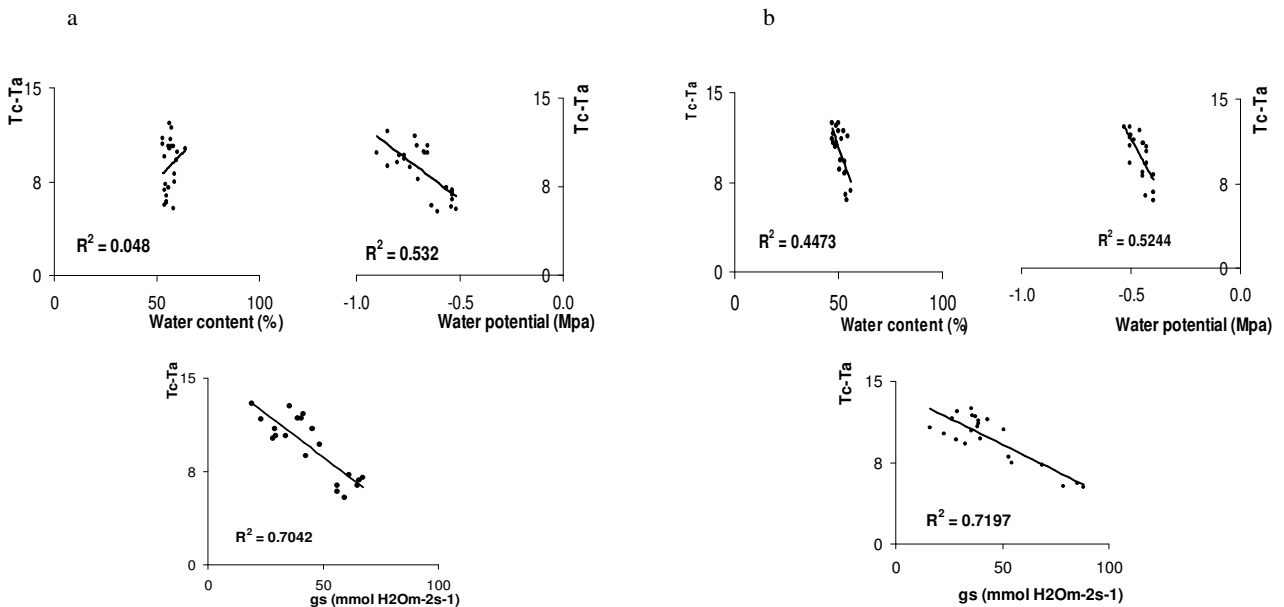 a
b
Tc-Ta
15
8
0
R2 = 0.048
0
50
100
Water content (%)
Tc-Ta
15
8
0
R2 = 0.532
-1.0
-0.5
0.0
Water potential (Mpa)
Tc-Ta
15
8
0
R2 = 0.4473
0
50
100
Water content (%)
Tc-Ta
15
8
0
R2 = 0.5244
-1.0
-0.5
0.0
Water potential (Mpa)
Tc-Ta
15
8
0
R2 = 0.7042
0
50
100
gs (mmol H2Om-2s-1)
Tc-Ta
15
8
0
R2 = 0.7197
0
50
100
gs (mmol H2Om-2s-1)